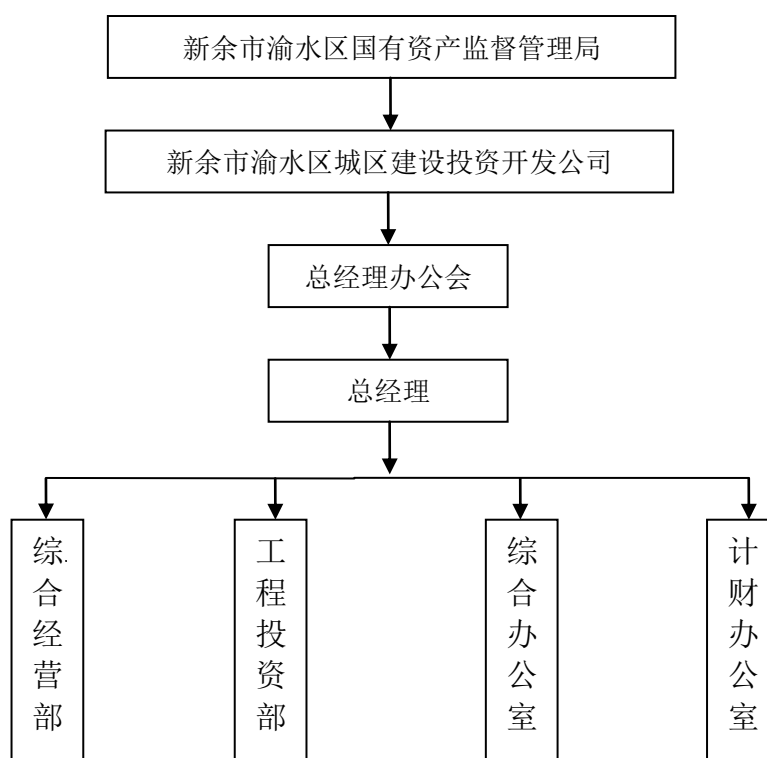 新余市渝水区国有资产监督管理局
新余市渝水区城区建设投资开发公司
总经理办公会
总经理
综合经营部
工程投资部
综合办公室
计财办公室